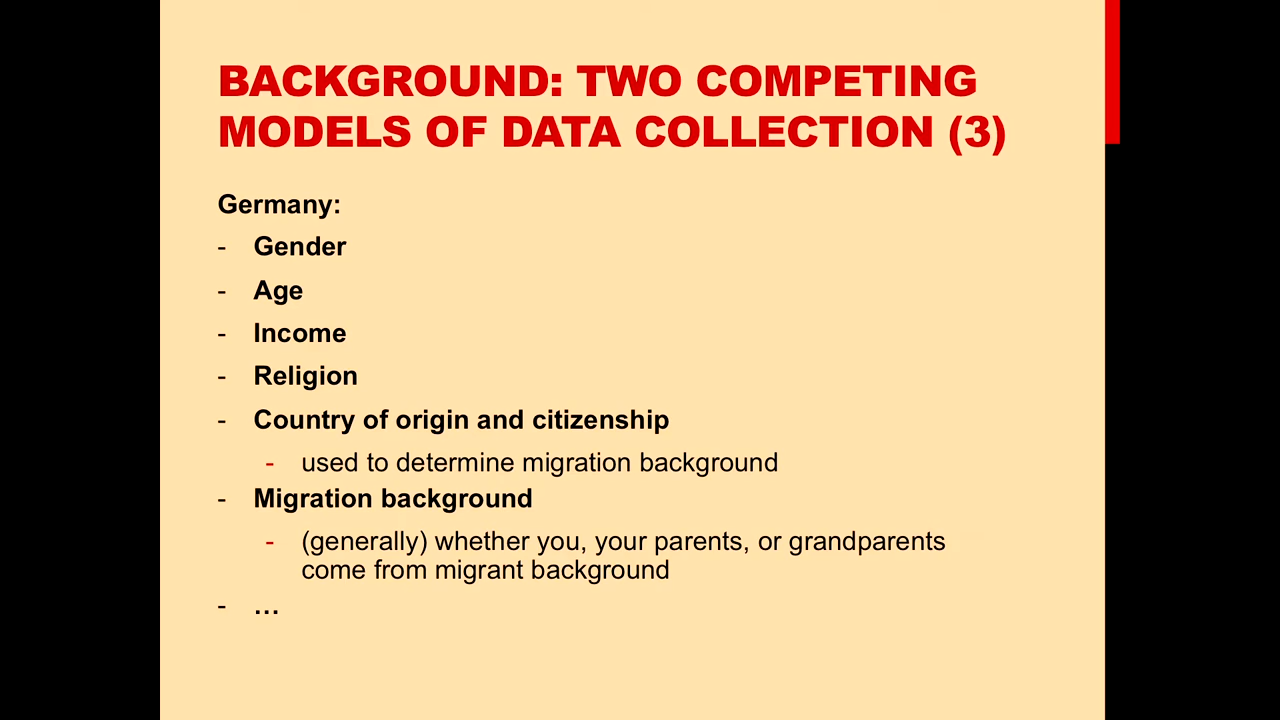 BACKGROUND: TWO COMPETING
MODELS OF DATA COLLECTION (3)
Germany:
- Gender
- Age
- Income
- Religion
- Country of origin and citizenship
- used to determine migration background
- Migration background
- (generally) whether you, your parents, or grandparents
come from migrant background
- …